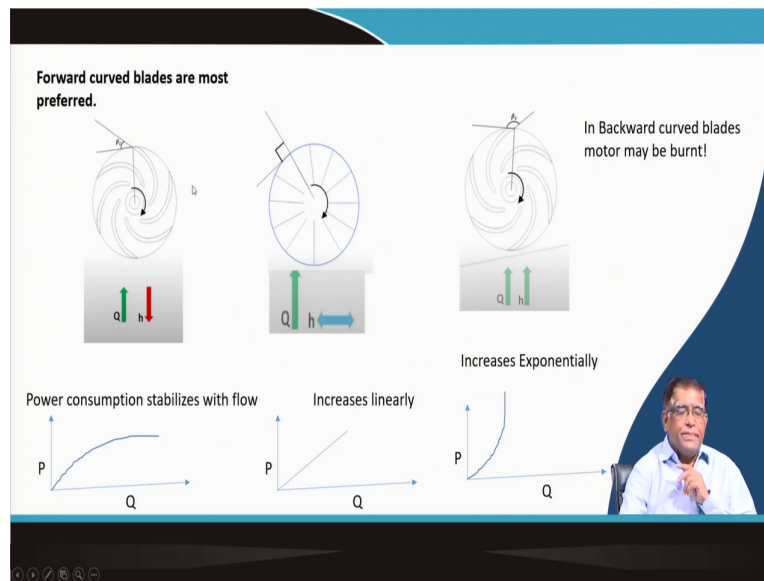 Forward curved blades are most
preferred.
In Backward curved blades
motor may be burnt!
Q h
Q h
Q h
Increases Exponentially
Power consumption stabilizes with flow
Increases linearly
P
Q
P
Q
P
Q